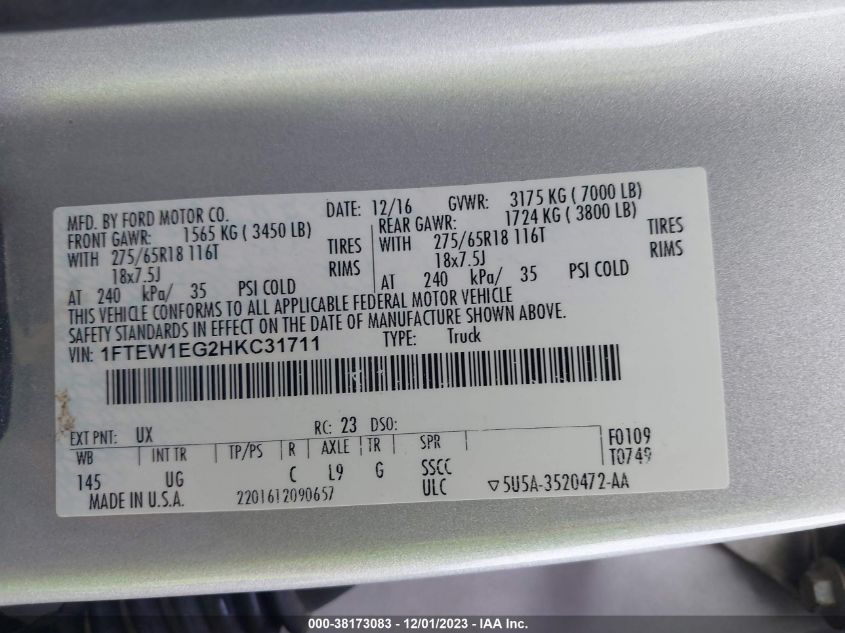 MFD. BY FORD MOTOR CO. DATE: 12/16 GVWR: 3175 KG ( 7000 LB)
FRONT GAWR: 1565 KG ( 3450 LB) REAR GAWR: 1724 KG ( 3800 LB)
WITH 275/65R18 116T TIRES WITH 275/65R18 116T TIRES
18x7.5J RIMS 18x7.5J RIMS
AT 240 kPa/ 35 PSI COLD AT 240 kPa/ 35 PSI COLD
THIS VEHICLE CONFORMS TO ALL APPLICABLE FEDERAL MOTOR VEHICLE
SAFETY STANDARDS IN EFFECT ON THE DATE OF MANUFACTURE SHOWN ABOVE.
VIN: 1FTEW1EG2HKC31711 TYPE: Truck
EXT PNT: UX RC: 23 DSO:
WB INT TR TP/PS R AXLE TR SPR F0109
145 UG C L9 G SSCC T0749
MADE IN U.S.A. 2201612090657 ULC ▽5U5A-3520472-AA
000-38173083 - 12/01/2023 - IAA Inc.